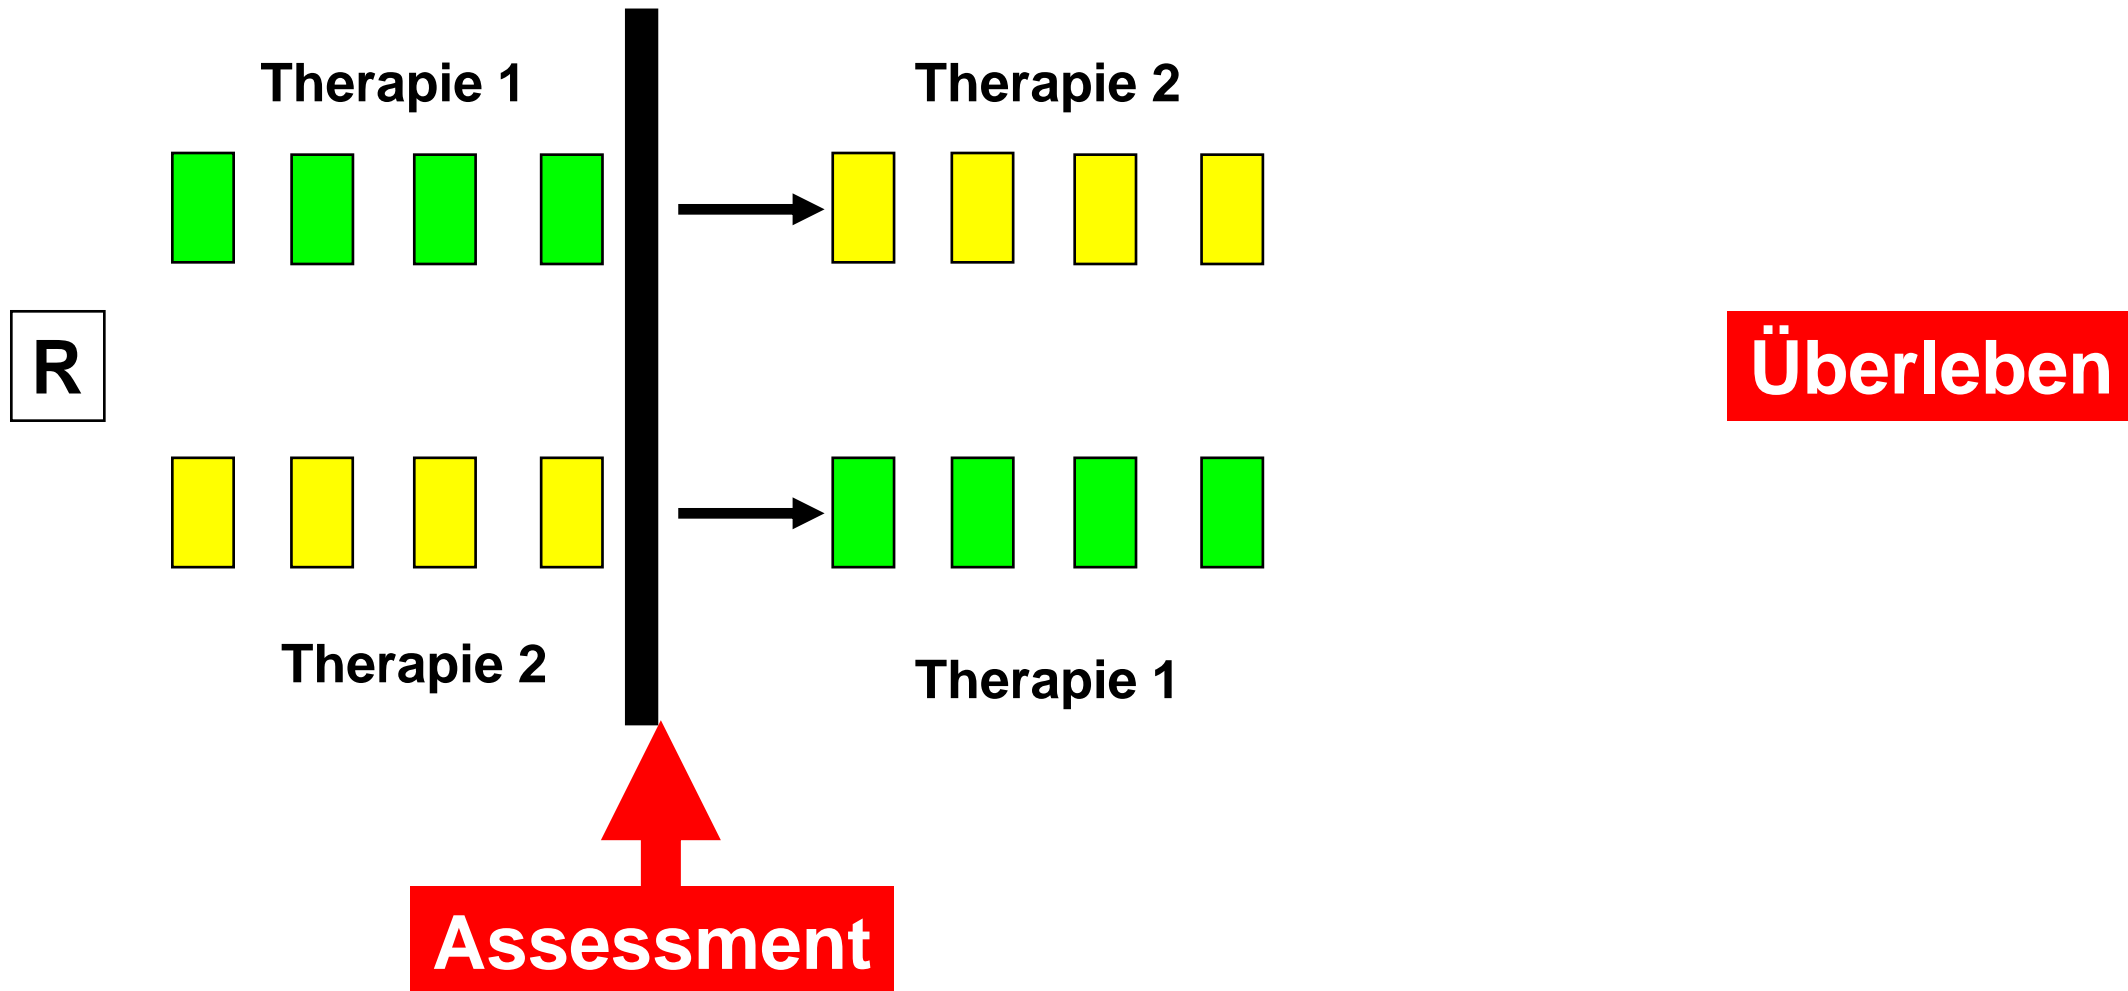 Therapie 1
Therapie 2
R
Überleben
Therapie 2
Therapie 1
Assessment